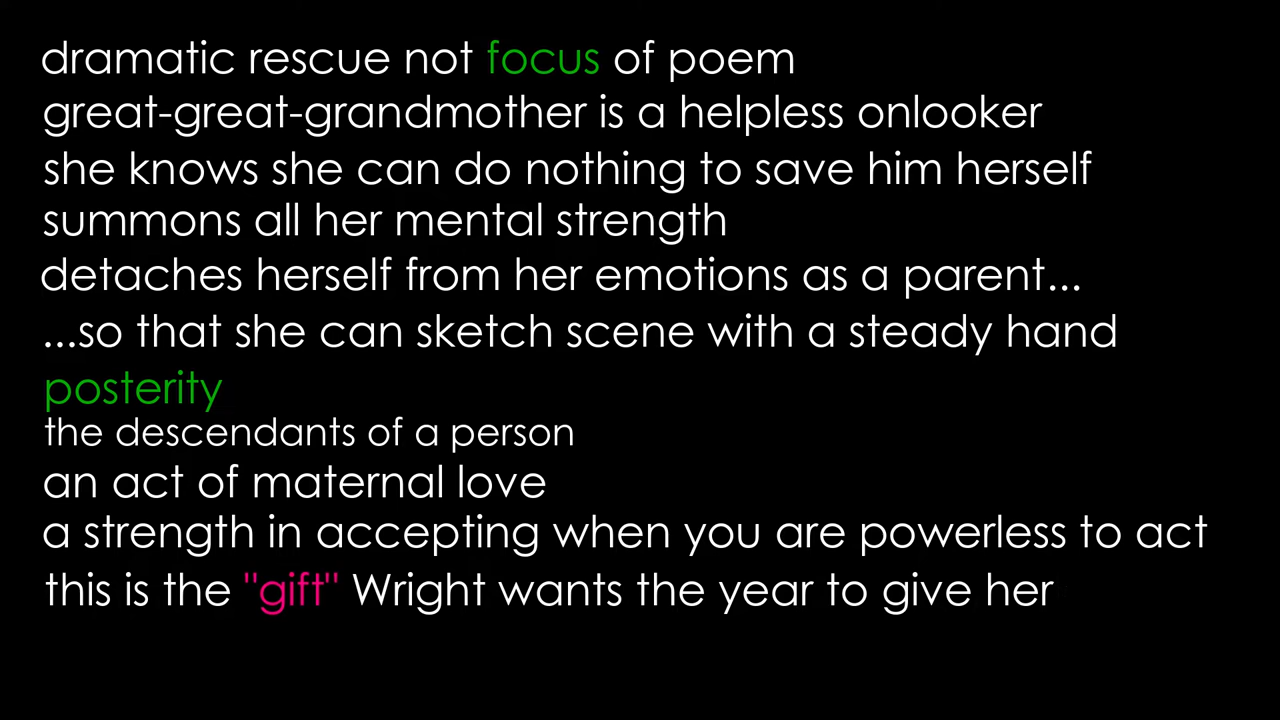 dramatic rescue not focus of poem
great-great-grandmother is a helpless onlooker
she knows she can do nothing to save him herself
summons all her mental strength
detaches herself from her emotions as a parent...
...so that she can sketch scene with a steady hand
posterity
the descendants of a person
an act of maternal love
a strength in accepting when you are powerless to act
this is the "gift" Wright wants the year to give her